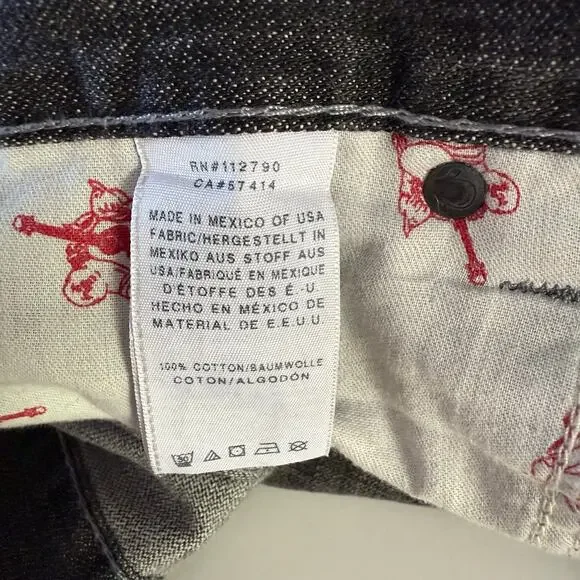 RN#112790
CA#57414
MADE IN MEXICO OF USA
FABRIC/HERGESTELLT IN
MEXIKO AUS STOFF AUS
USA/FABRIQUÉ EN MEXIQUE
D'ÉTOFFE DES É.-U.
HECHO EN MÉXICO DE
MATERIAL DE E.E.U.U.
100% COTTON/BAUMWOLLE
COTON/ALGODÓN
30